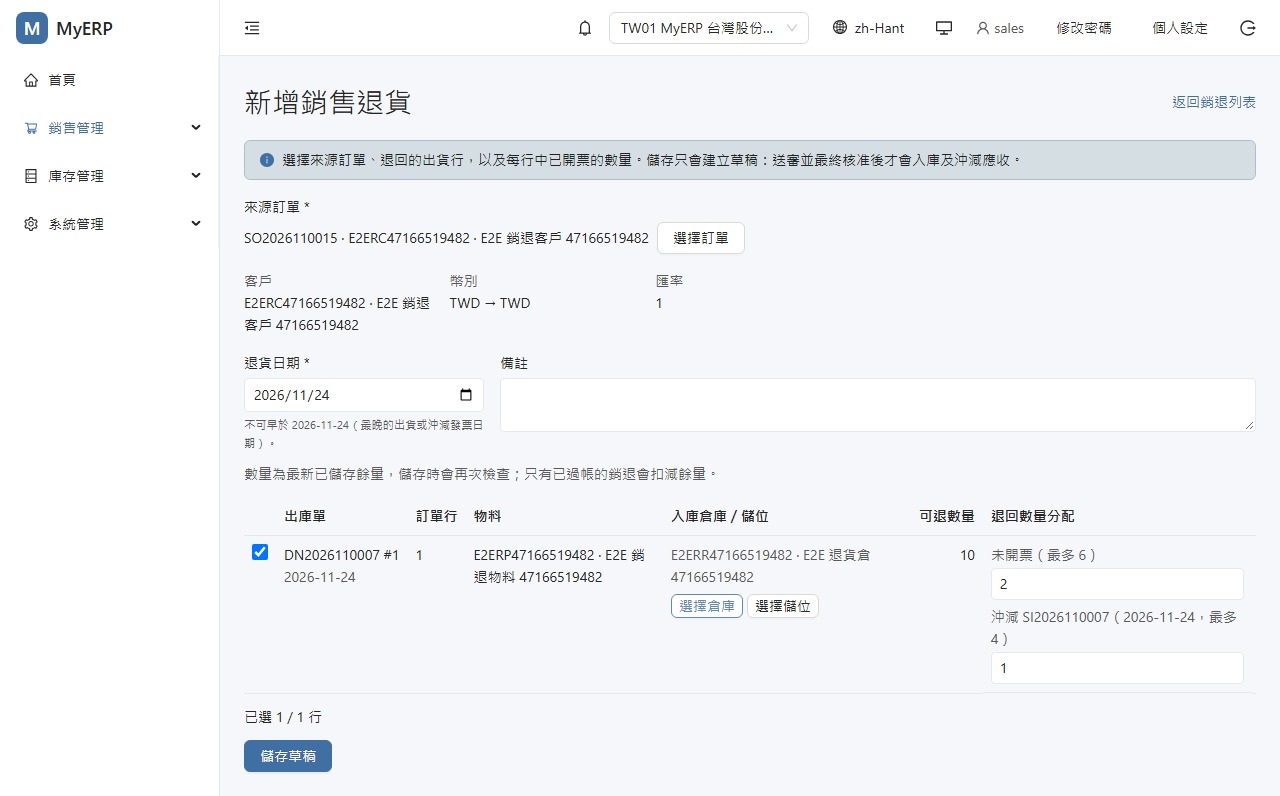 M MyERP
TW01 MyERP 台灣股份...
zh-Hant
sales
修改密碼
個人設定
首頁
銷售管理
庫存管理
系統管理
新增銷售退貨
返回銷退列表
選擇來源訂單、退回的出貨行，以及每行中已開票的數量。儲存只會建立草稿：送審並最終核准後才會入庫及沖減應收。
來源訂單 *
SO2026110015 · E2ERC47166519482 · E2E 銷退客戶 47166519482
選擇訂單
客戶
E2ERC47166519482 · E2E 銷退
客戶 47166519482
幣別
TWD → TWD
匯率
1
退貨日期 *
2026/11/24
不可早於 2026-11-24（最晚的出貨或沖減發票日
期）。
備註
數量為最新已儲存餘量，儲存時會再次檢查；只有已過帳的銷退會扣減餘量。
出庫單 訂單行 物料 入庫倉庫 / 儲位 可退數量 退回數量分配
DN2026110007 #1
2026-11-24
1
E2ERP47166519482 · E2E 銷
退物料 47166519482
E2ERR47166519482 · E2E 退貨倉
47166519482
選擇倉庫 選擇儲位
10
未開票（最多 6）
2
沖減 SI2026110007（2026-11-24，最多
4）
1
已選 1 / 1 行
儲存草稿